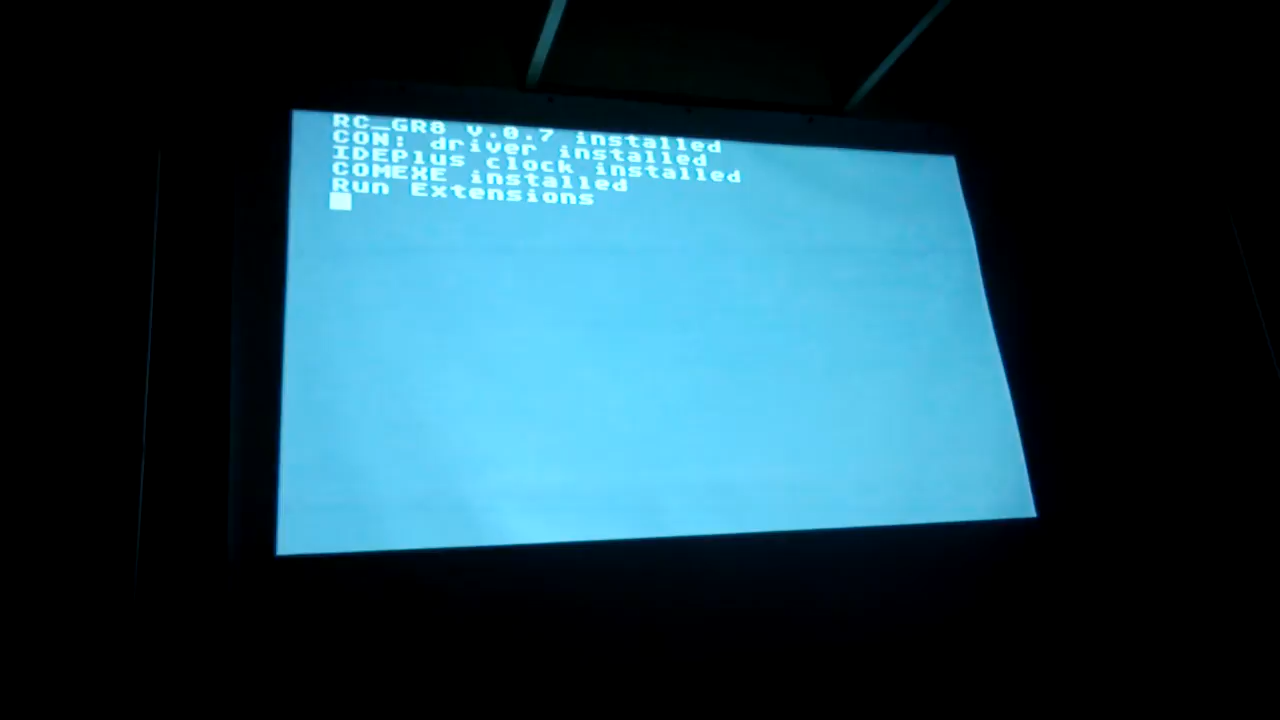 RC_GR8 v.0.7 installed
CON: driver installed
IDEPlus clock installed
COMEXE installed
Run Extensions